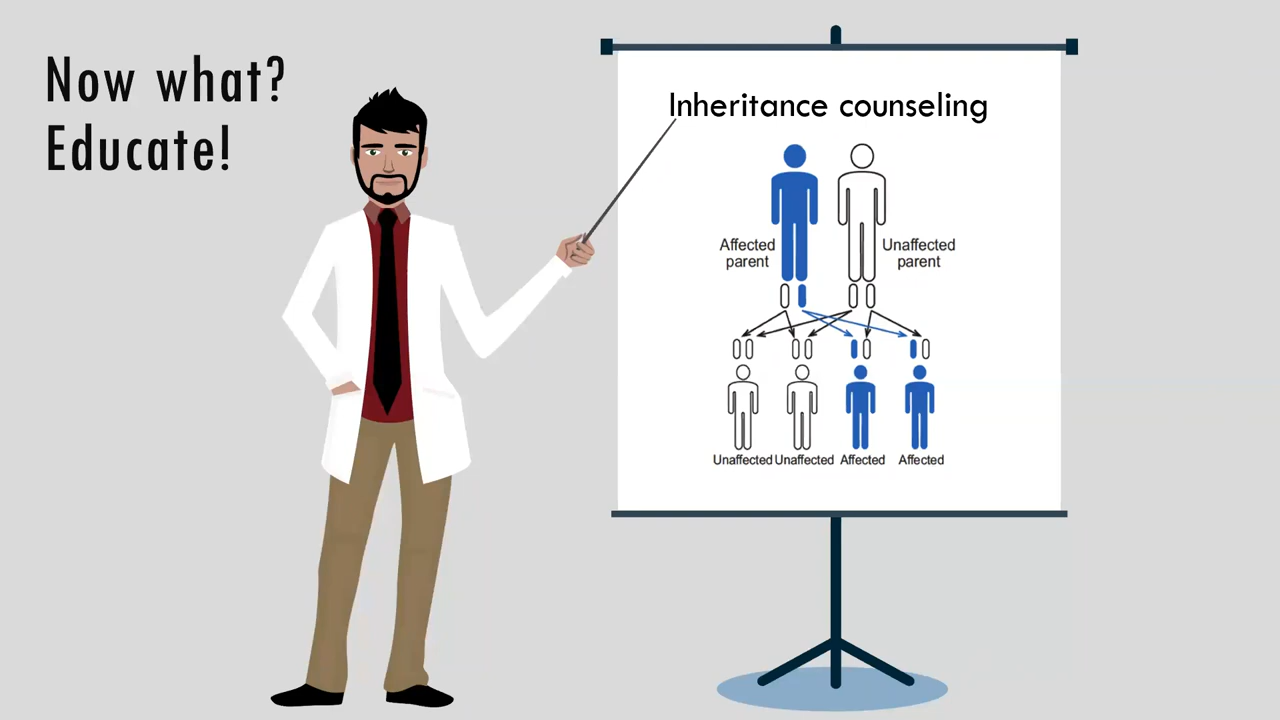 Now what?
Educate!
Inheritance counseling
Affected
parent
Unaffected
parent
Unaffected Unaffected Affected Affected